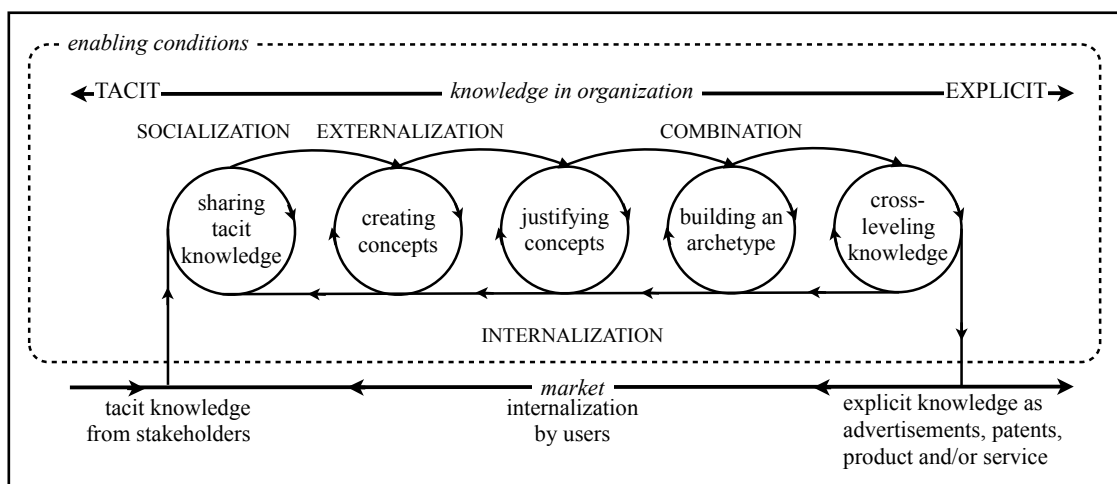 enabling conditions
TACIT
knowledge in organization
EXPLICIT
SOCIALIZATION
EXTERNALIZATION
COMBINATION
sharing
tacit
knowledge
creating
concepts
justifying
concepts
building an
archetype
cross-
leveling
knowledge
INTERNALIZATION
market
tacit knowledge
from stakeholders
internalization
by users
explicit knowledge as
advertisements, patents,
product and/or service